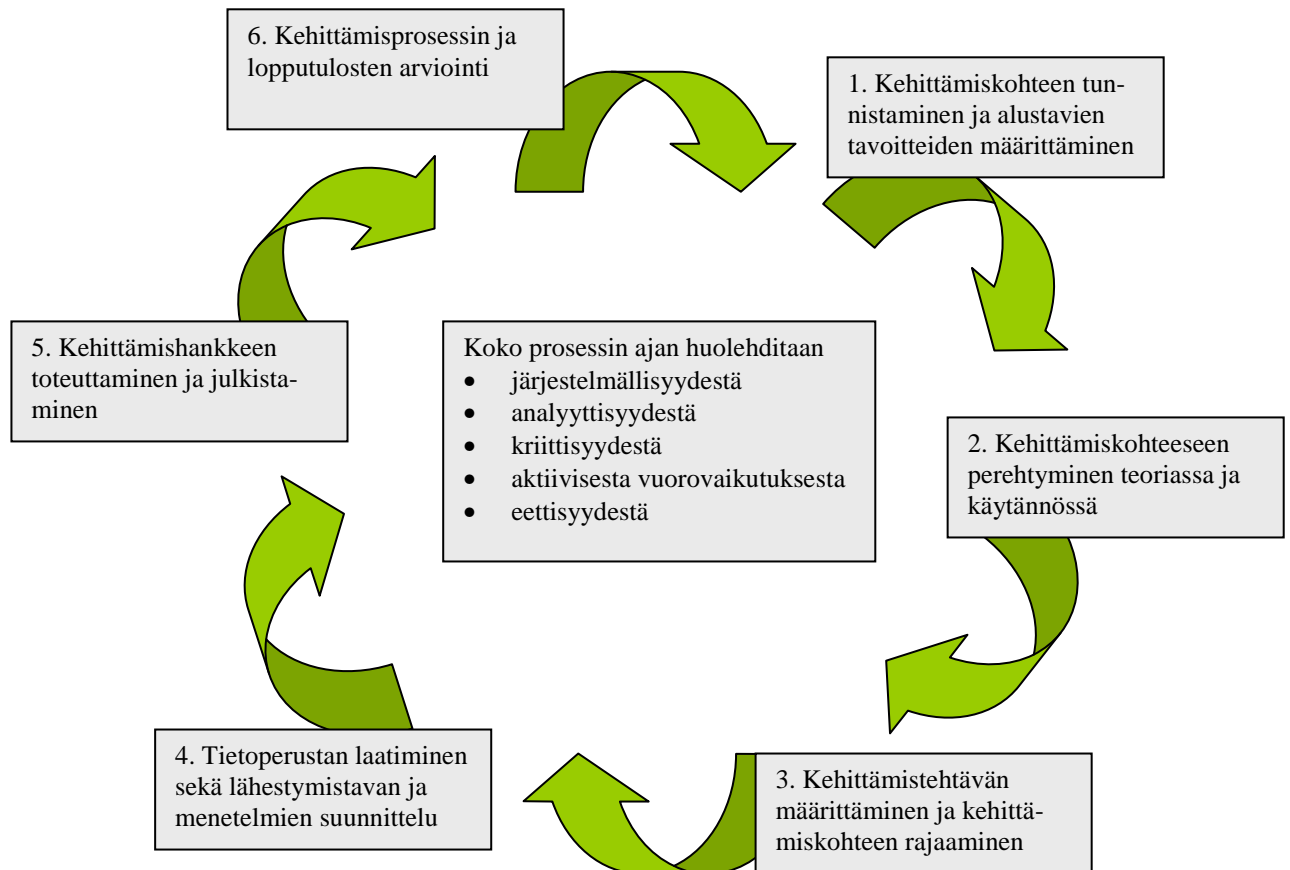 6. Kehittämisprosessin ja
lopputulosten arviointi
1. Kehittämiskohteen tun-
nistaminen ja alustavien
tavoitteiden määrittäminen
5. Kehittämishankkeen
toteuttaminen ja julkista-
minen
Koko prosessin ajan huolehditaan
• järjestelmällisyydestä
• analyyttisyydestä
• kriittisyydestä
• aktiivisesta vuorovaikutuksesta
• eettisyydestä
2. Kehittämiskohteeseen
perehtyminen teoriassa ja
käytännössä
4. Tietoperustan laatiminen
sekä lähestymistavan ja
menetelmien suunnittelu
3. Kehittämistehtävän
määrittäminen ja kehittä-
miskohteen rajaaminen